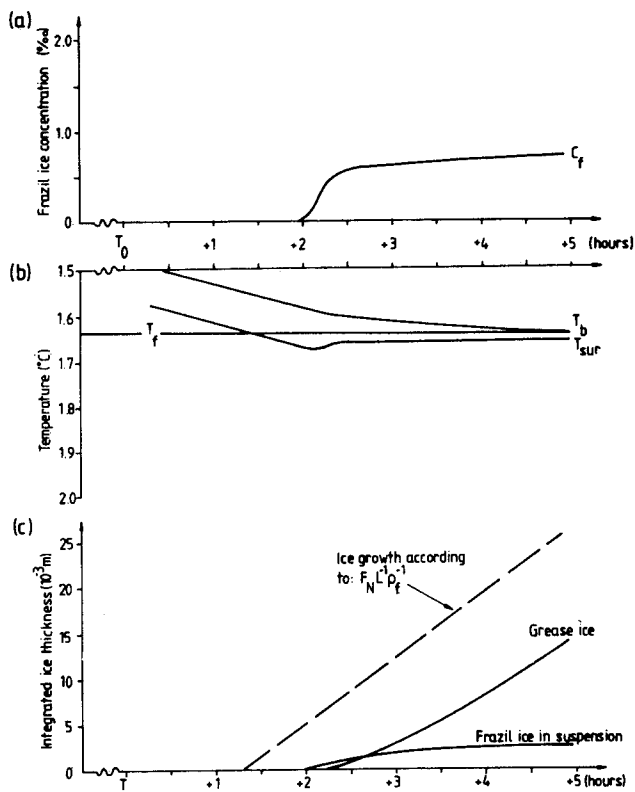 (a)
Frazil ice concentration (‰)
2.0
1.0
0
C_f
T_0 +1 +2 +3 +4 +5 (hours)
(b)
Temperature (°C)
1.5
1.6
1.7
1.8
1.9
2.0
T_f
T_b
T_sur
(c)
Integrated ice thickness (10⁻³m)
25
20
15
10
5
0
Ice growth according
to: F_N L⁻¹ρ_f⁻¹
Grease ice
Frazil ice in suspension
T +1 +2 +3 +4 +5 (hours)